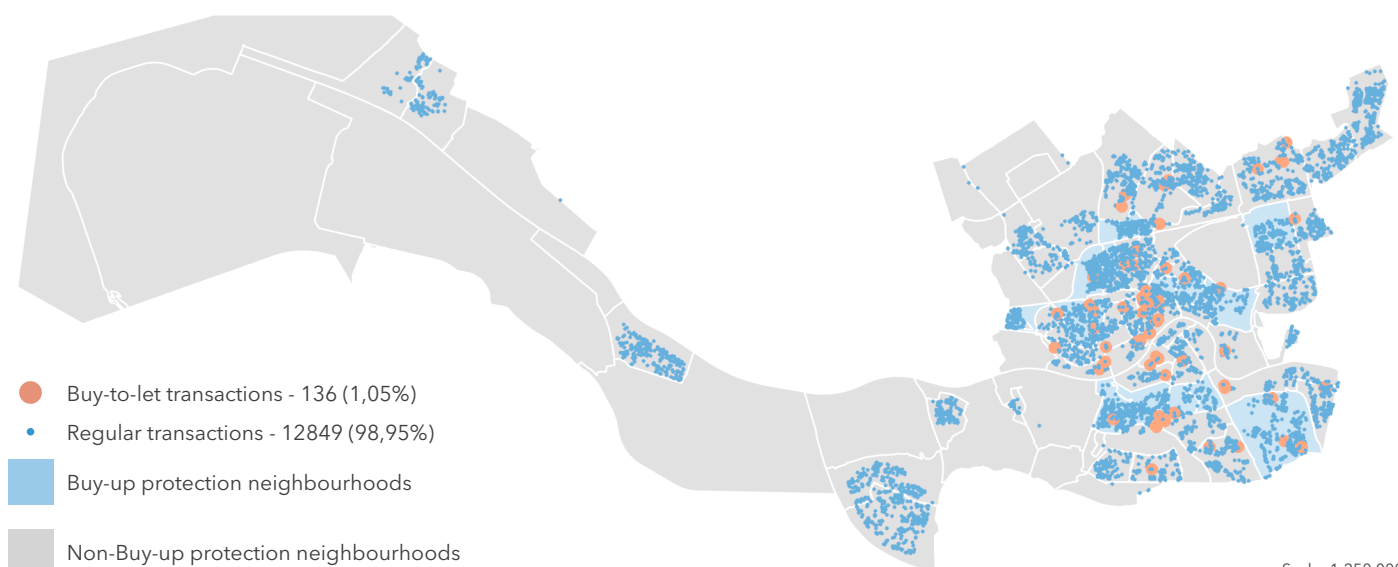 Buy-to-let transactions - 136 (1,05%)
Regular transactions - 12849 (98,95%)
Buy-up protection neighbourhoods
Non-Buy-up protection neighbourhoods